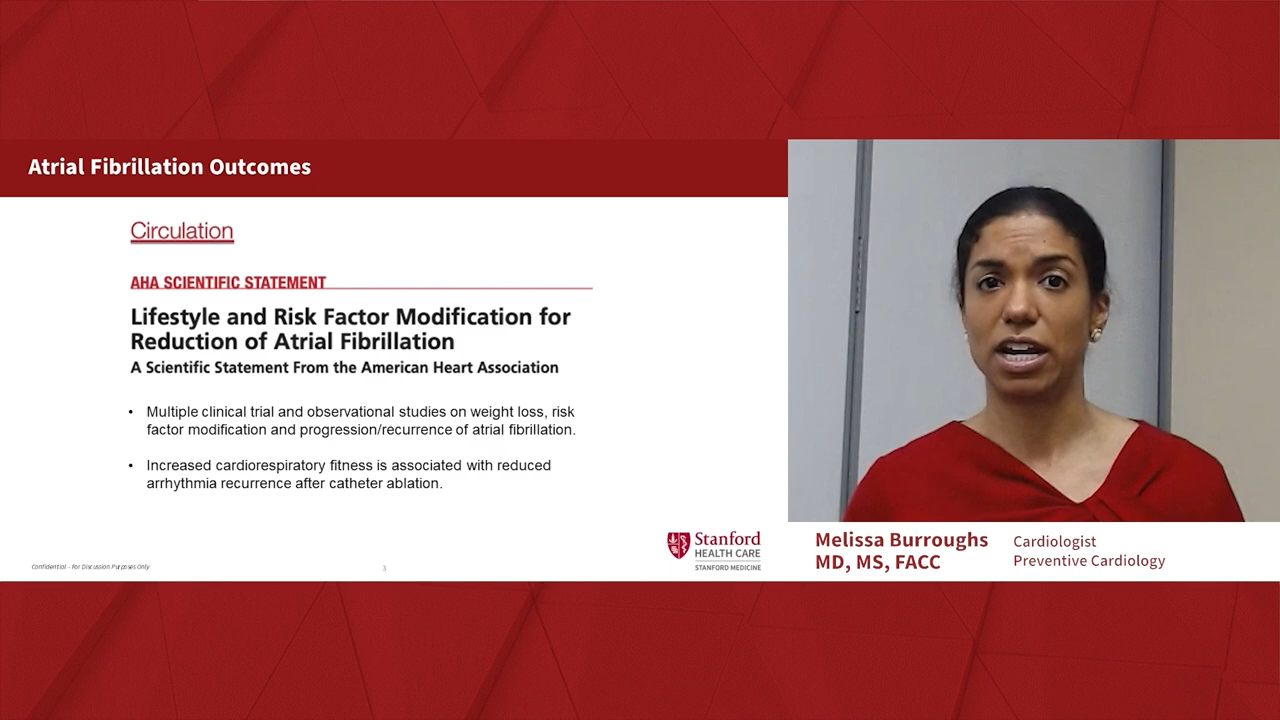 Atrial Fibrillation Outcomes
Circulation
AHA SCIENTIFIC STATEMENT
Lifestyle and Risk Factor Modification for
Reduction of Atrial Fibrillation
A Scientific Statement From the American Heart Association
• Multiple clinical trial and observational studies on weight loss, risk
factor modification and progression/recurrence of atrial fibrillation.
• Increased cardiorespiratory fitness is associated with reduced
arrhythmia recurrence after catheter ablation.
Confidential - For Discussion Purposes Only
3
Stanford
HEALTH CARE
STANFORD MEDICINE
Melissa Burroughs
MD, MS, FACC
Cardiologist
Preventive Cardiology